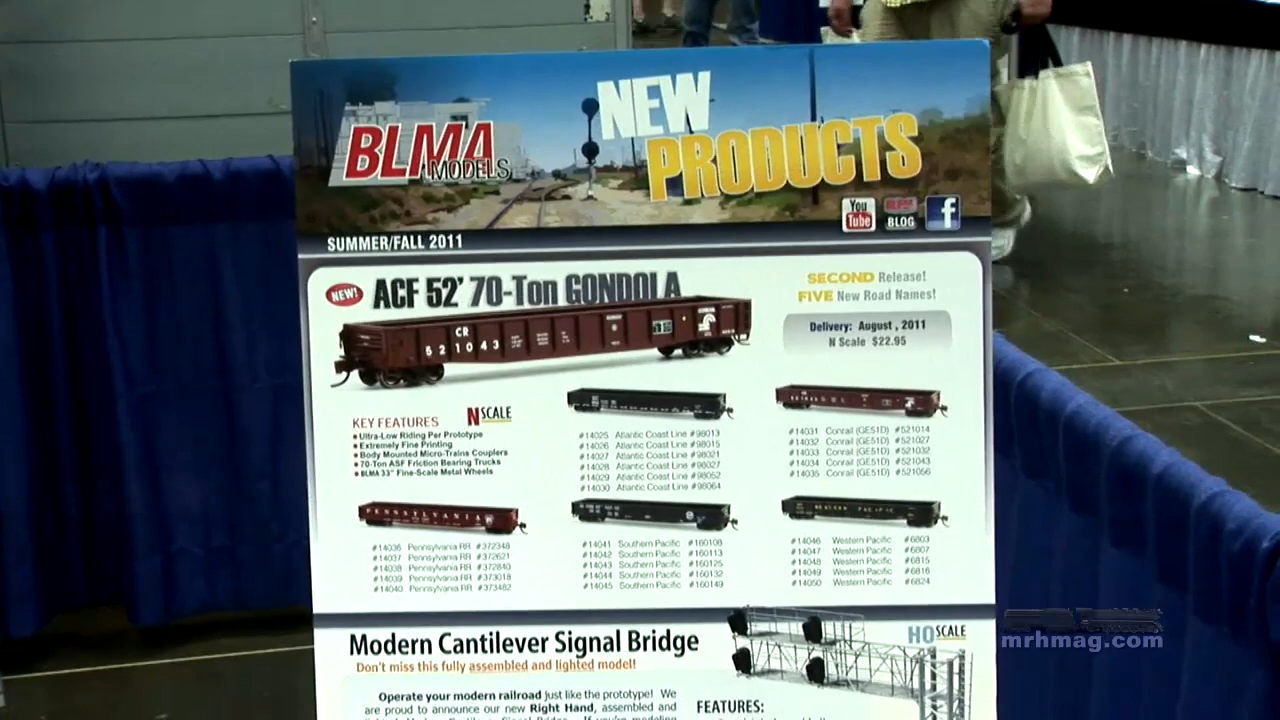 BLMA
MODELS
NEW
PRODUCTS
You
Tube
BLMA
BLOG
f
SUMMER/FALL 2011
NEW!
ACF 52' 70-Ton GONDOLA
SECOND Release!
FIVE New Road Names!
Delivery: August , 2011
N Scale $22.95
CR
521043
KEY FEATURES
N SCALE
• Ultra-Low Riding Per Prototype
• Extremely Fine Printing
• Body Mounted Micro-Trains Couplers
• 70-Ton ASF Friction Bearing Trucks
• BLMA 33" Fine-Scale Metal Wheels
#14025 Atlantic Coast Line #98013
#14026 Atlantic Coast Line #98015
#14027 Atlantic Coast Line #98021
#14028 Atlantic Coast Line #98027
#14029 Atlantic Coast Line #98052
#14030 Atlantic Coast Line #98064
#14031 Conrail (GE51D) #521014
#14032 Conrail (GE51D) #521027
#14033 Conrail (GE51D) #521032
#14034 Conrail (GE51D) #521043
#14035 Conrail (GE51D) #521056
PENNSYLVANIA
#14036 Pennsylvania RR #372348
#14037 Pennsylvania RR #372621
#14038 Pennsylvania RR #372840
#14039 Pennsylvania RR #373018
#14040 Pennsylvania RR #373482
#14041 Southern Pacific #160108
#14042 Southern Pacific #160113
#14043 Southern Pacific #160125
#14044 Southern Pacific #160132
#14045 Southern Pacific #160149
WESTERN PACIFIC
#14046 Western Pacific #6803
#14047 Western Pacific #6807
#14048 Western Pacific #6815
#14049 Western Pacific #6816
#14050 Western Pacific #6824
Modern Cantilever Signal Bridge
HO SCALE
Don't miss this fully assembled and lighted model!
Operate your modern railroad just like the prototype! We
are proud to announce our new Right Hand, assembled and
FEATURES:
mrhmag.com